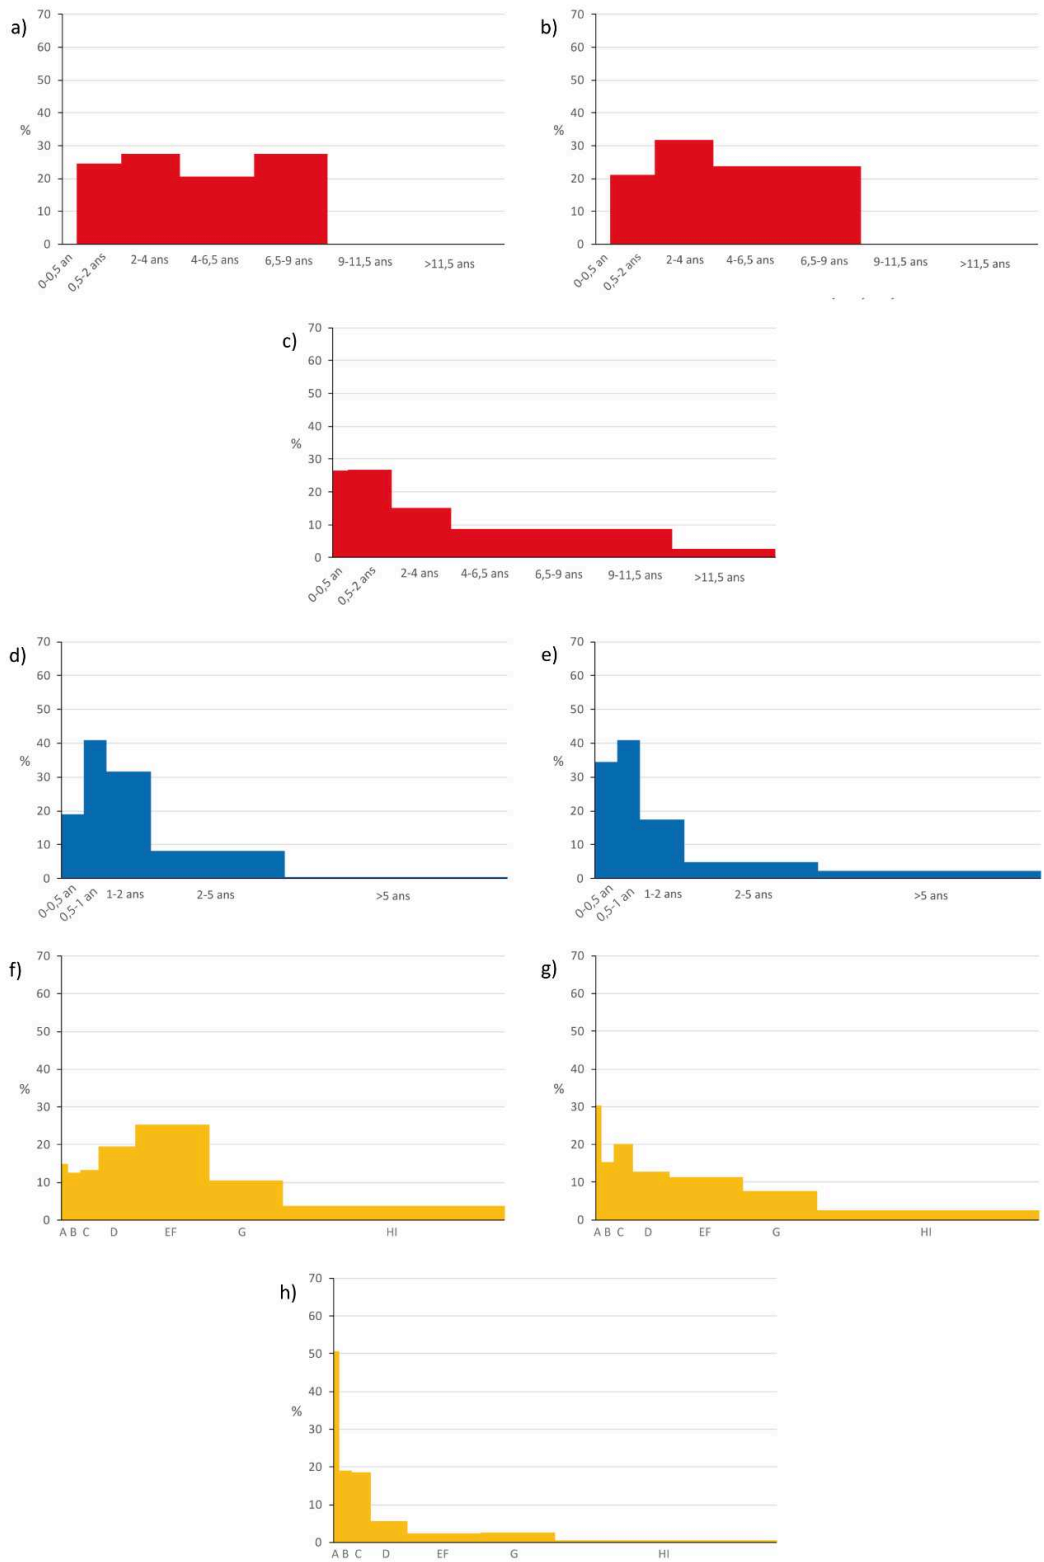 a)
70
60
50
40
%
30
20
10
0
0-0,5 an
0,5-2 ans
2-4 ans
4-6,5 ans
6,5-9 ans
9-11,5 ans
>11,5 ans
b)
70
60
50
40
%
30
20
10
0
0-0,5 an
0,5-2 ans
2-4 ans
4-6,5 ans
6,5-9 ans
9-11,5 ans
>11,5 ans
c)
70
60
50
40
%
30
20
10
0
0-0,5 an
0,5-2 ans
2-4 ans
4-6,5 ans
6,5-9 ans
9-11,5 ans
>11,5 ans
d)
70
60
50
40
%
30
20
10
0
0-0,5 an
0,5-1 an
1-2 ans
2-5 ans
>5 ans
e)
70
60
50
40
%
30
20
10
0
0-0,5 an
0,5-1 an
1-2 ans
2-5 ans
>5 ans
f)
70
60
50
40
%
30
20
10
0
A B C D EF G HI
g)
70
60
50
40
%
30
20
10
0
A B C D EF G HI
h)
70
60
50
40
%
30
20
10
0
A B C D EF G HI